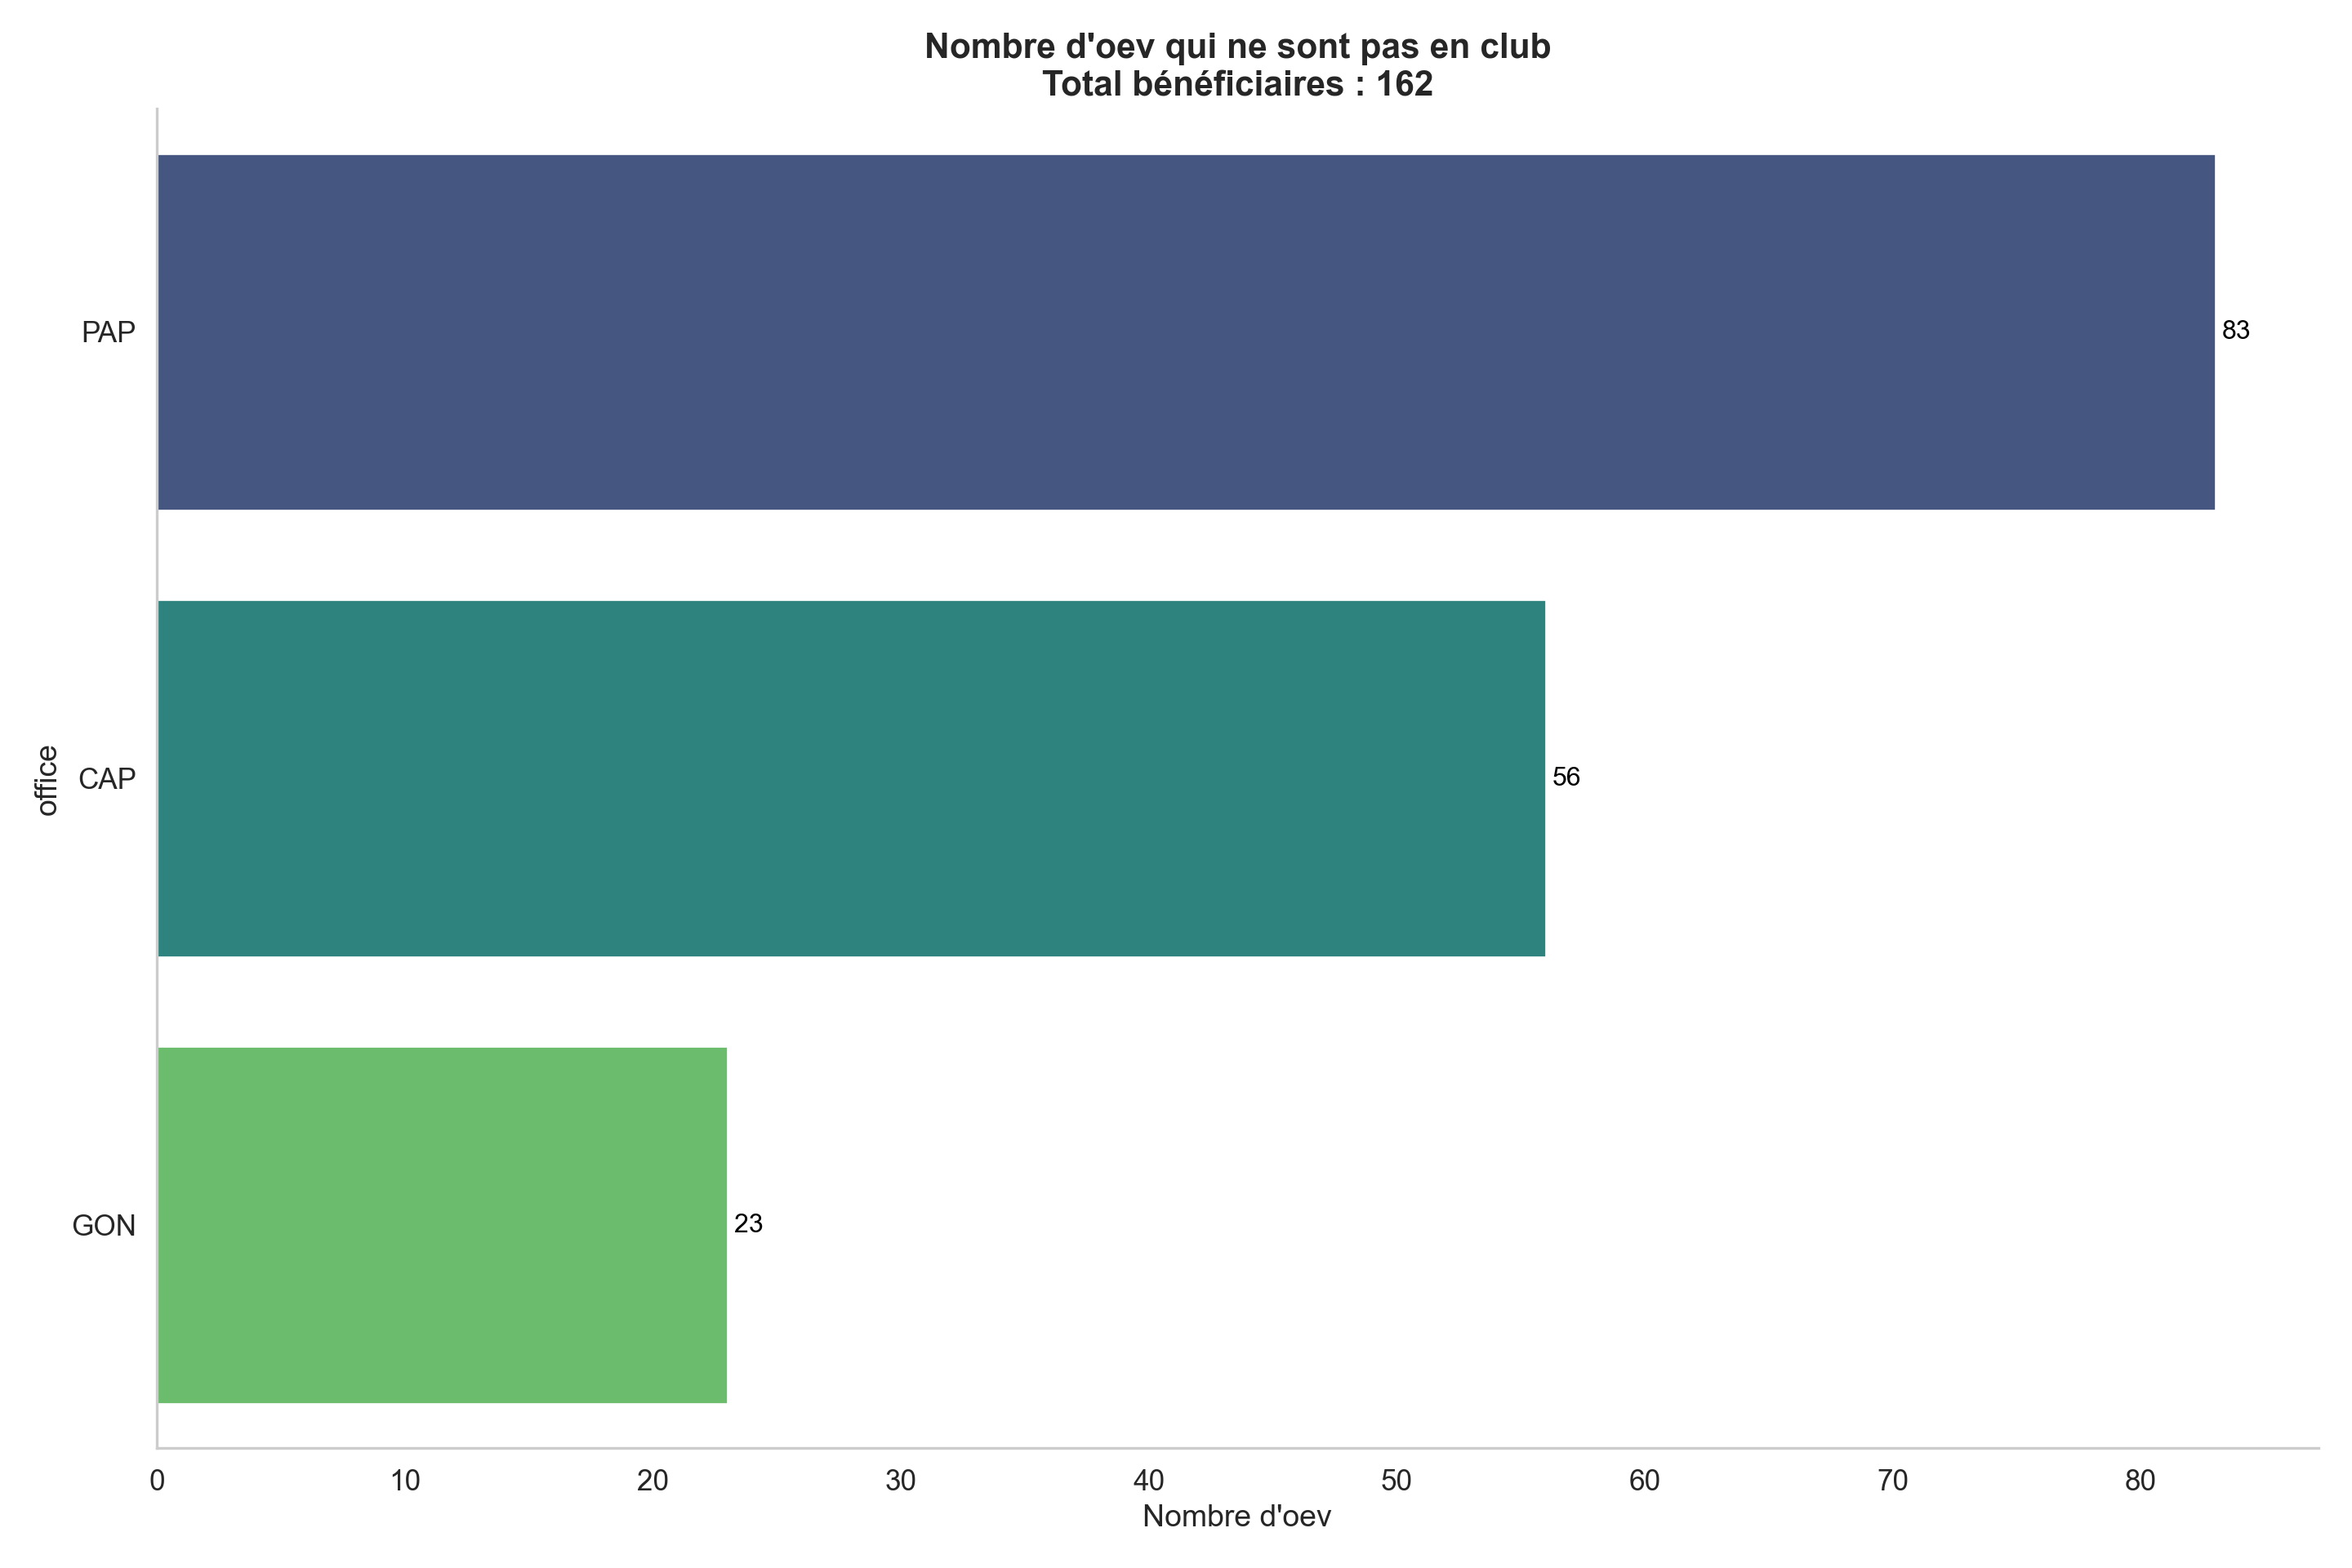 Nombre d'oev qui ne sont pas en club
Total bénéficiaires : 162
PAP
83
office
CAP
56
GON
23
0 10 20 30 40 50 60 70 80
Nombre d'oev